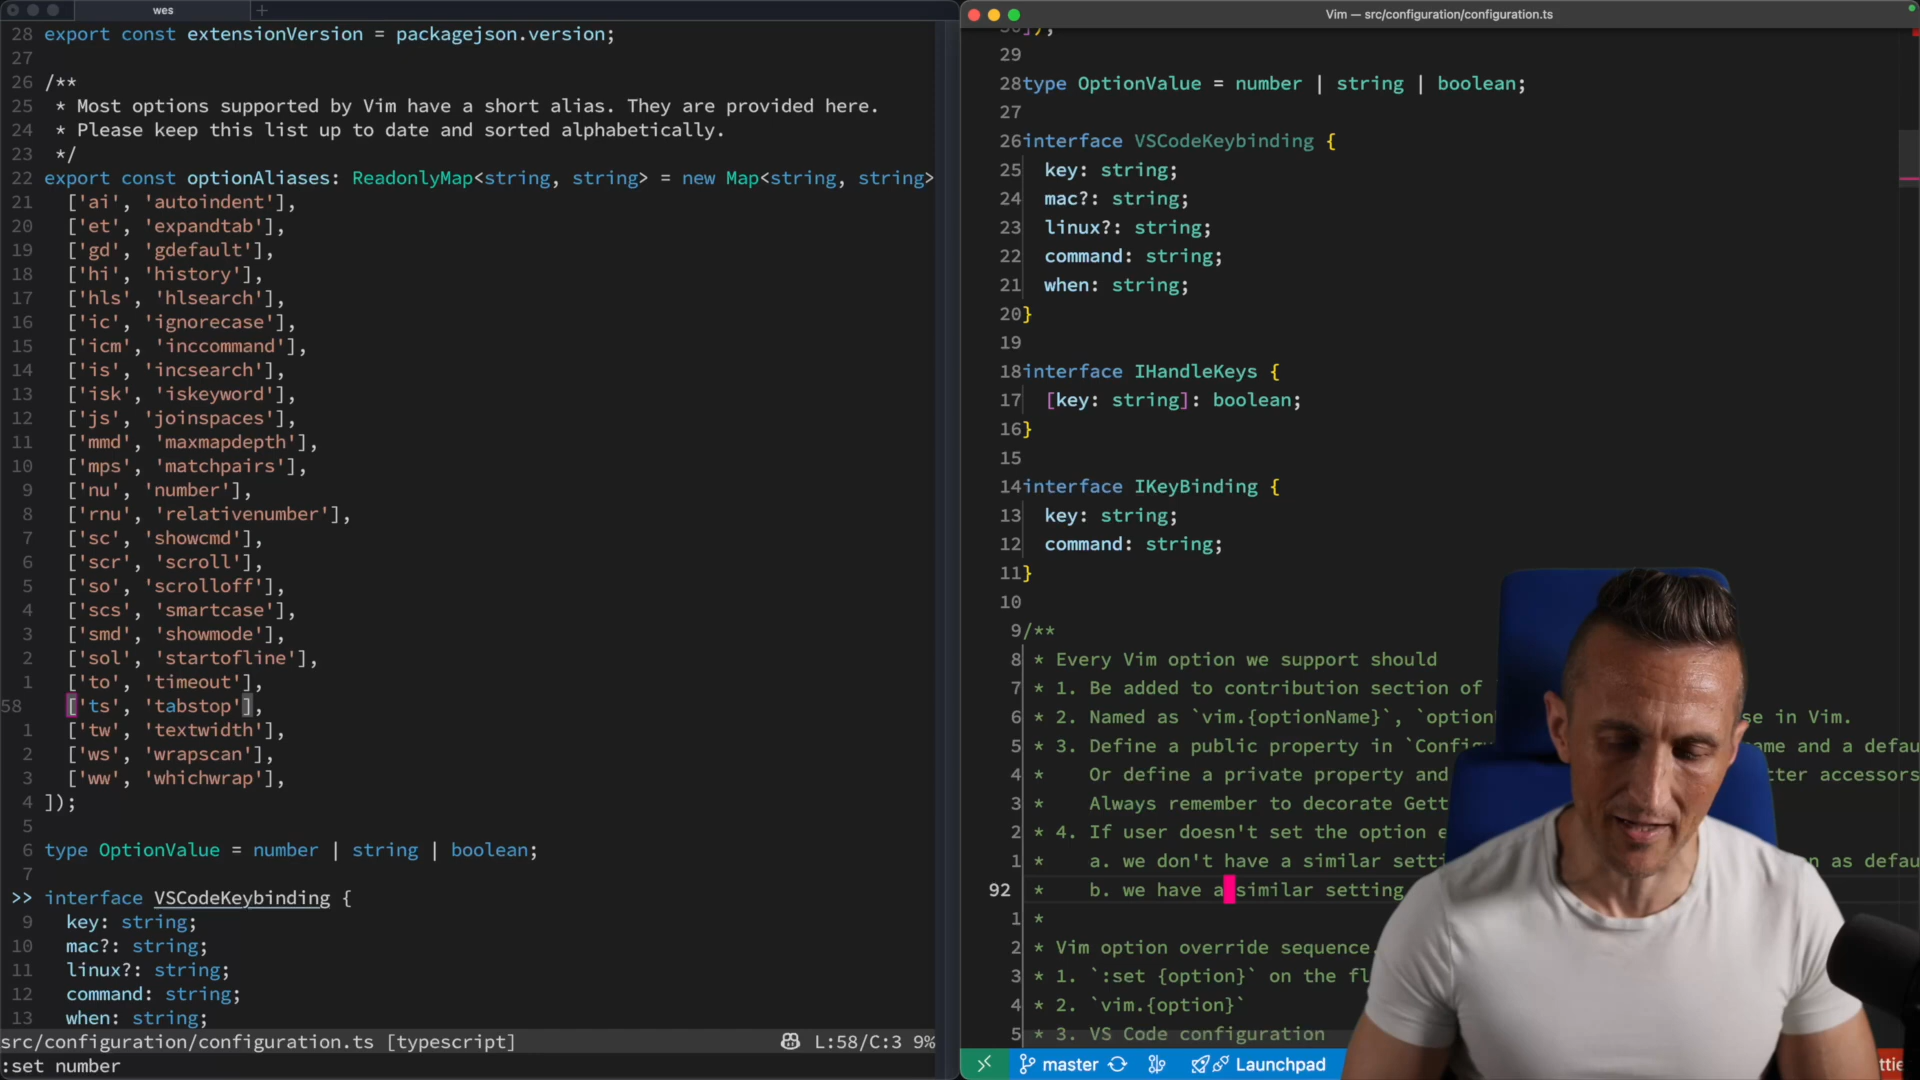 wes
28 export const extensionVersion = packagejson.version;
27
26 /**
25  * Most options supported by Vim have a short alias. They are provided here.
24  * Please keep this list up to date and sorted alphabetically.
23  */
22 export const optionAliases: ReadonlyMap<string, string> = new Map<string, string>
21   ['ai', 'autoindent'],
20   ['et', 'expandtab'],
19   ['gd', 'gdefault'],
18   ['hi', 'history'],
17   ['hls', 'hlsearch'],
16   ['ic', 'ignorecase'],
15   ['icm', 'inccommand'],
14   ['is', 'incsearch'],
13   ['isk', 'iskeyword'],
12   ['js', 'joinspaces'],
11   ['mmd', 'maxmapdepth'],
10   ['mps', 'matchpairs'],
9   ['nu', 'number'],
8   ['rnu', 'relativenumber'],
7   ['sc', 'showcmd'],
6   ['scr', 'scroll'],
5   ['so', 'scrolloff'],
4   ['scs', 'smartcase'],
3   ['smd', 'showmode'],
2   ['sol', 'startofline'],
1   ['to', 'timeout'],
58   ['ts', 'tabstop'],
1   ['tw', 'textwidth'],
2   ['ws', 'wrapscan'],
3   ['ww', 'whichwrap'],
4 ]);
5
6 type OptionValue = number | string | boolean;
7
>> interface VSCodeKeybinding {
9   key: string;
10   mac?: string;
11   linux?: string;
12   command: string;
13   when: string;
src/configuration/configuration.ts [typescript] L:58/C:3 9%
:set number
Vim — src/configuration/configuration.ts
30 ]);
29
28 type OptionValue = number | string | boolean;
27
26 interface VSCodeKeybinding {
25   key: string;
24   mac?: string;
23   linux?: string;
22   command: string;
21   when: string;
20 }
19
18 interface IHandleKeys {
17   [key: string]: boolean;
16 }
15
14 interface IKeyBinding {
13   key: string;
12   command: string;
11 }
10
9 /**
8  * Every Vim option we support should
7  * 1. Be added to contribution section of
6  * 2. Named as `vim.{optionName}`, `option se in Vim.
5  * 3. Define a public property in `Config ame and a defau
4  *    Or define a private property and tter accessors
3  *    Always remember to decorate Gett
2  * 4. If user doesn't set the option e
1  *    a. we don't have a similar setti n as defau
92  *    b. we have a similar setting
1  *
2  * Vim option override sequence.
3  * 1. `:set {option}` on the fl
4  * 2. `vim.{option}`
5  * 3. VS Code configuration
master Launchpad ttie